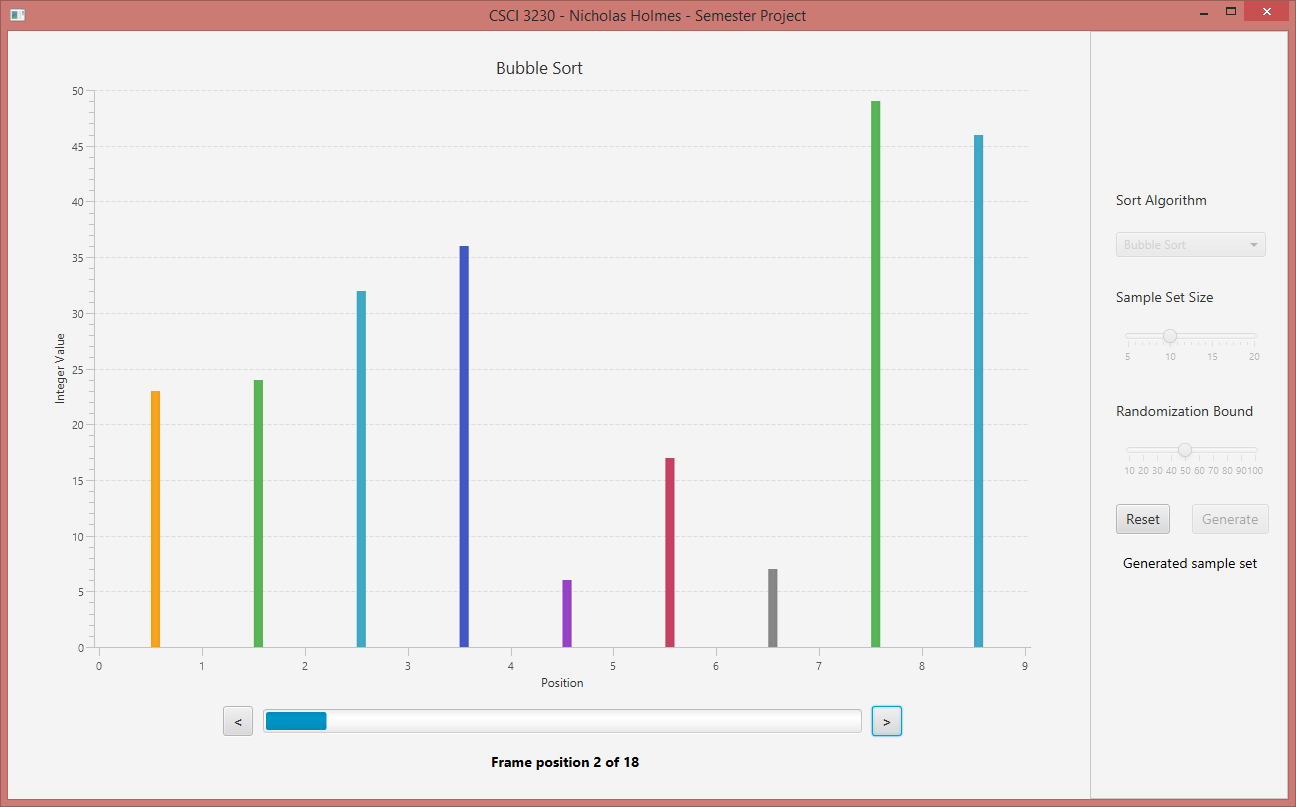 CSCI 3230 - Nicholas Holmes - Semester Project
Bubble Sort
50
45
40
35
30
25
20
15
10
5
0
Integer Value
0 1 2 3 4 5 6 7 8 9
Position
<
>
Frame position 2 of 18
Sort Algorithm
Bubble Sort
Sample Set Size
5 10 15 20
Randomization Bound
10 20 30 40 50 60 70 80 90 100
Reset Generate
Generated sample set